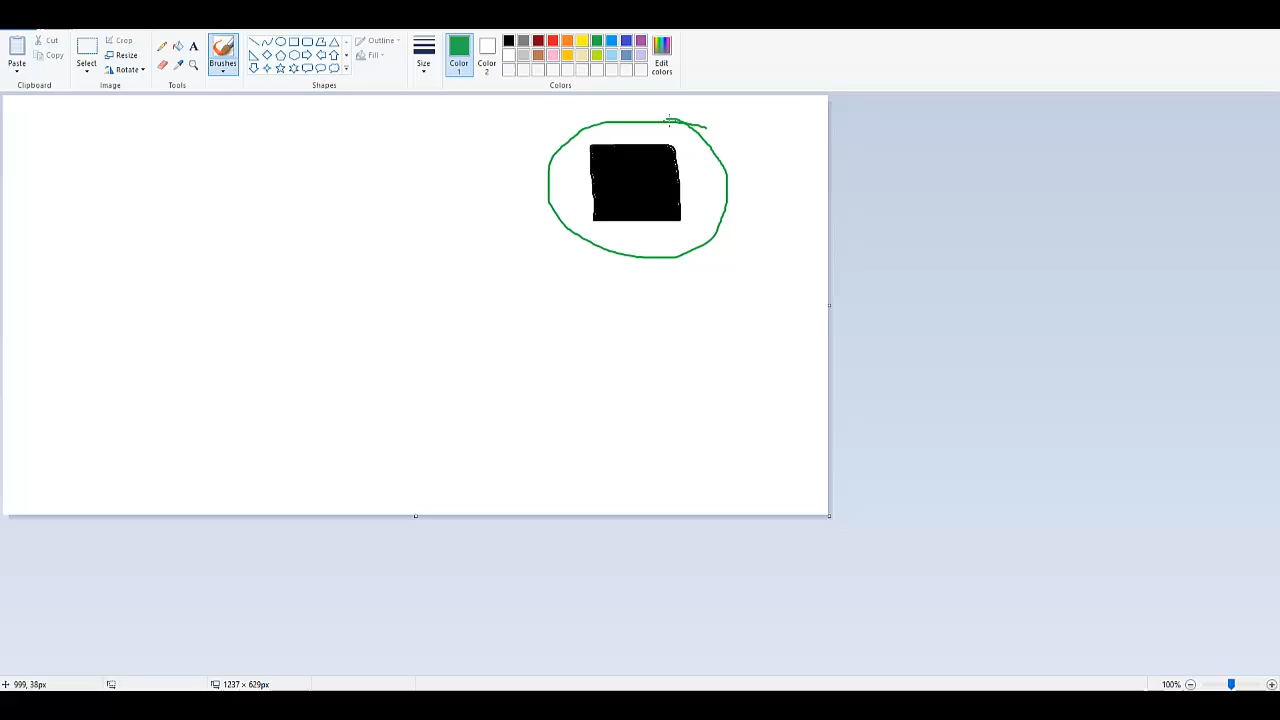 Paste
Cut
Copy
Clipboard
Select
Crop
Resize
Rotate
Image
A
Tools
Brushes
Outline
Fill
Shapes
Size
Color
1
Color
2
Edit
colors
Colors
999, 38px
1237 × 629px
100%